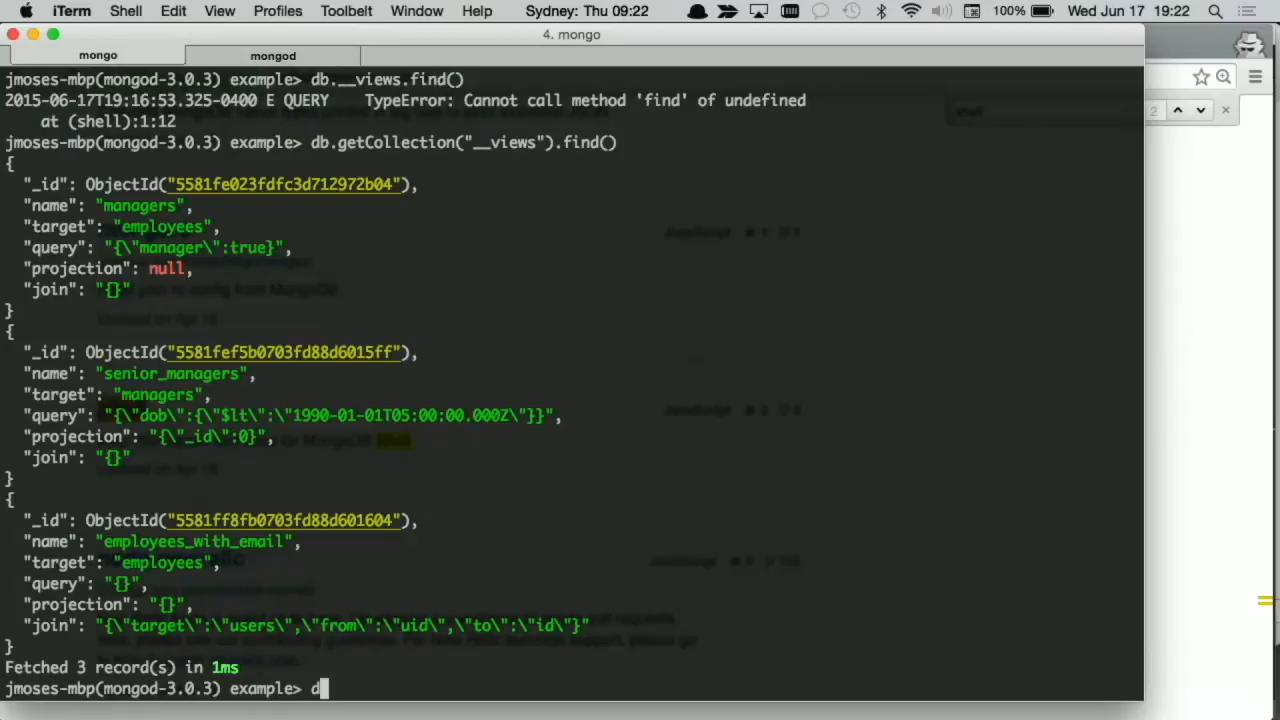 iTerm Shell Edit View Profiles Toolbelt Window Help Sydney: Thu 09:22 100% Wed Jun 17 19:22
4. mongo
mongo mongod
jmoses-mbp(mongod-3.0.3) example> db.__views.find()
2015-06-17T19:16:53.325-0400 E QUERY    TypeError: Cannot call method 'find' of undefined
    at (shell):1:12
jmoses-mbp(mongod-3.0.3) example> db.getCollection("__views").find()
{
  "_id": ObjectId("5581fe023fdfc3d712972b04"),
  "name": "managers",
  "target": "employees",
  "query": "{\"manager\":true}",
  "projection": null,
  "join": "{}"
}
{
  "_id": ObjectId("5581fef5b0703fd88d6015ff"),
  "name": "senior_managers",
  "target": "managers",
  "query": "{\"dob\":{\"$lt\":\"1990-01-01T05:00:00.000Z\"}}",
  "projection": "{\"_id\":0}",
  "join": "{}"
}
{
  "_id": ObjectId("5581ff8fb0703fd88d601604"),
  "name": "employees_with_email",
  "target": "employees",
  "query": "{}",
  "projection": "{}",
  "join": "{\"target\":\"users\",\"from\":\"uid\",\"to\":\"id\"}"
}
Fetched 3 record(s) in 1ms
jmoses-mbp(mongod-3.0.3) example> d